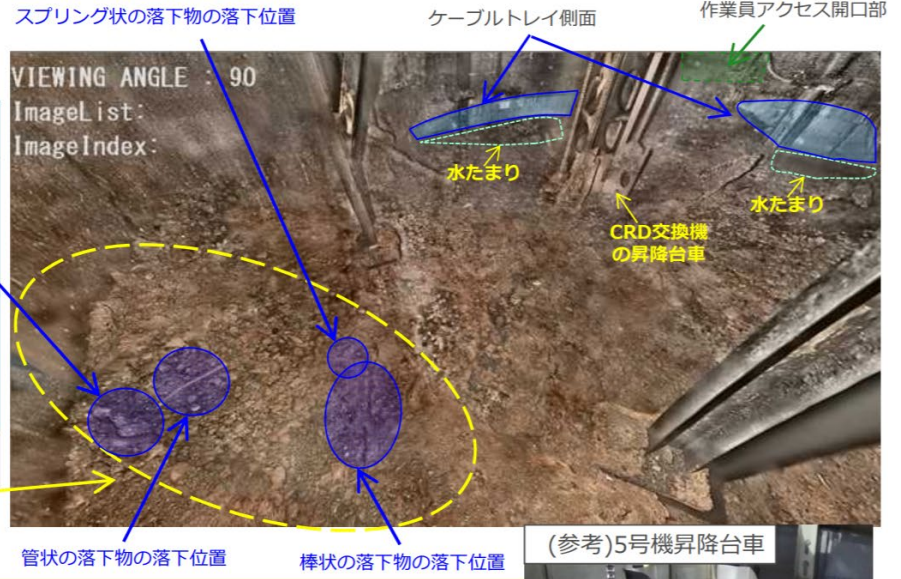 スプリング状の落下物の落下位置
ケーブルトレイ側面
作業員アクセス開口部
VIEWING ANGLE : 90
ImageList:
ImageIndex:
水たまり
水たまり
CRD交換機
の昇降台車
管状の落下物の落下位置
棒状の落下物の落下位置
(参考)5号機昇降台車